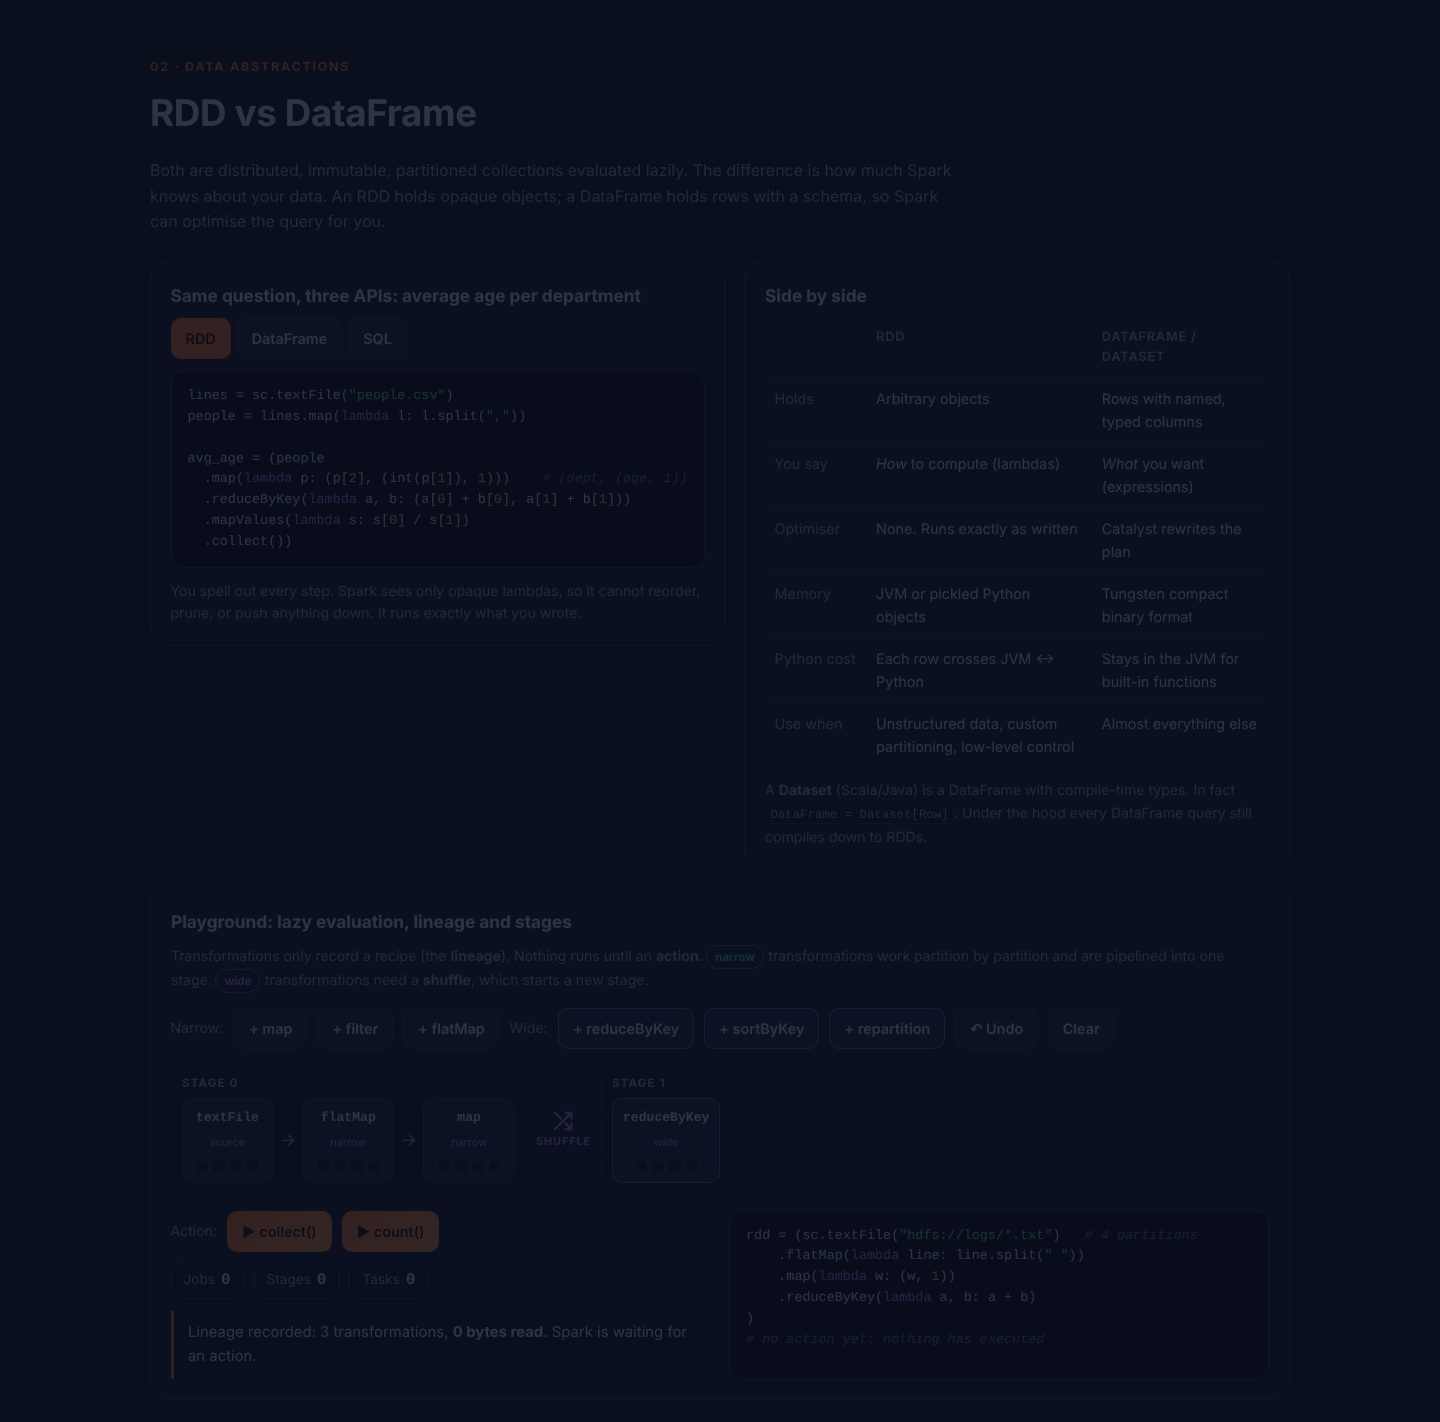 02 · DATA ABSTRACTIONS
RDD vs DataFrame
Both are distributed, immutable, partitioned collections evaluated lazily. The difference is how much Spark
knows about your data. An RDD holds opaque objects; a DataFrame holds rows with a schema, so Spark
can optimise the query for you.
Same question, three APIs: average age per department
RDD DataFrame SQL
lines = sc.textFile("people.csv")
people = lines.map(lambda l: l.split(","))
avg_age = (people
.map(lambda p: (p[2], (int(p[1]), 1))) # (dept, (age, 1))
.reduceByKey(lambda a, b: (a[0] + b[0], a[1] + b[1]))
.mapValues(lambda s: s[0] / s[1])
.collect())
You spell out every step. Spark sees only opaque lambdas, so it cannot reorder,
prune, or push anything down. It runs exactly what you wrote.
Side by side
RDD DATAFRAME /
DATASET
Holds Arbitrary objects Rows with named,
typed columns
You say How to compute (lambdas) What you want
(expressions)
Optimiser None. Runs exactly as written Catalyst rewrites the
plan
Memory JVM or pickled Python Tungsten compact
objects binary format
Python cost Each row crosses JVM ↔ Stays in the JVM for
Python built-in functions
Use when Unstructured data, custom Almost everything else
partitioning, low-level control
A Dataset (Scala/Java) is a DataFrame with compile-time types. In fact
DataFrame = Dataset[Row] . Under the hood every DataFrame query still
compiles down to RDDs.
Playground: lazy evaluation, lineage and stages
Transformations only record a recipe (the lineage). Nothing runs until an action. narrow transformations work partition by partition and are pipelined into one
stage. wide transformations need a shuffle, which starts a new stage.
Narrow: + map + filter + flatMap Wide: + reduceByKey + sortByKey + repartition ↶ Undo Clear
STAGE 0 STAGE 1
textFile flatMap map reduceByKey
source → narrow → narrow SHUFFLE wide
Action: ▶ collect() ▶ count()
Jobs 0 Stages 0 Tasks 0
Lineage recorded: 3 transformations, 0 bytes read. Spark is waiting for
an action.
rdd = (sc.textFile("hdfs://logs/*.txt") # 4 partitions
.flatMap(lambda line: line.split(" "))
.map(lambda w: (w, 1))
.reduceByKey(lambda a, b: a + b)
)
# no action yet: nothing has executed